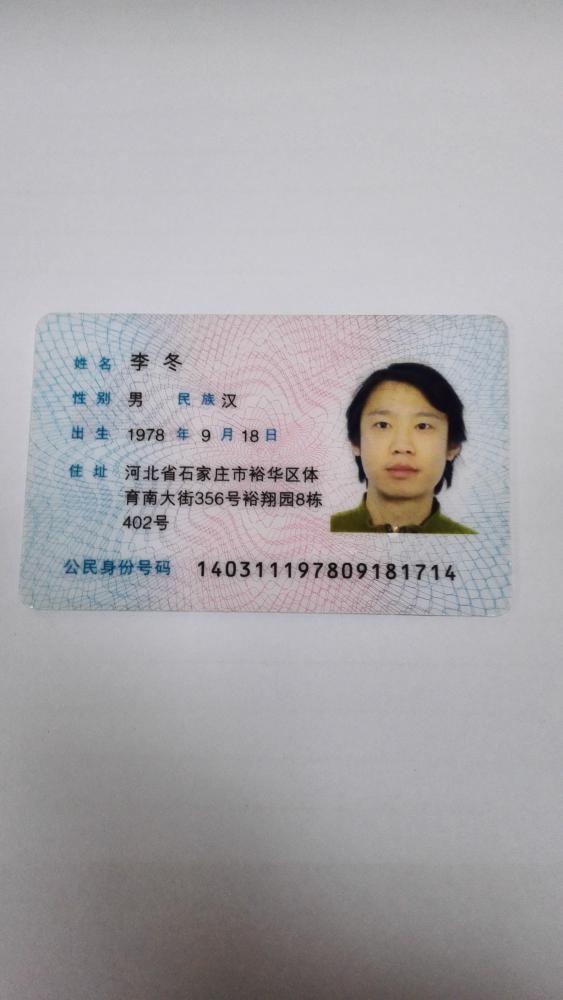 姓名 李冬
性别 男 民族 汉
出生 1978 年 9 月 18 日
住址 河北省石家庄市裕华区体
育南大街356号裕翔园8栋
402号
公民身份号码 140311197809181714